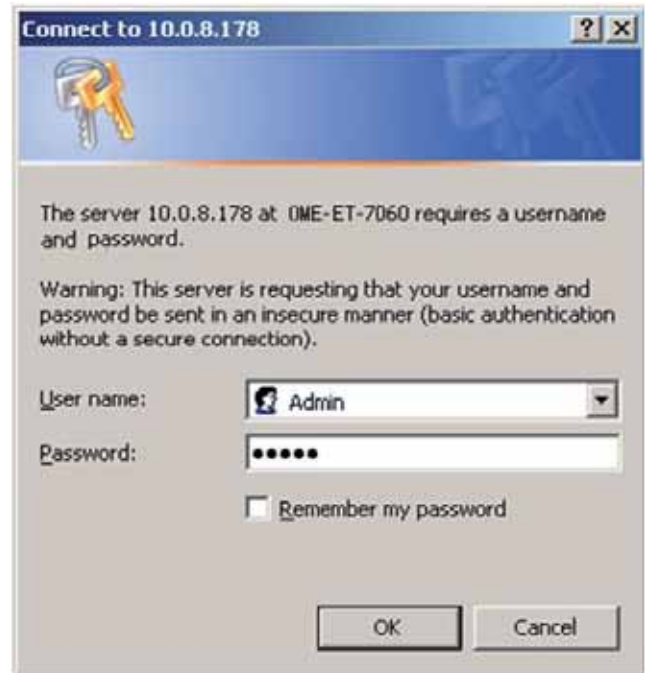 Connect to 10.0.8.178
?
The server 10.0.8.178 at OME-ET-7060 requires a username
and password.
Warning: This server is requesting that your username and
password be sent in an insecure manner (basic authentication
without a secure connection).
User name:
Admin
Password:
•••••
Remember my password
OK
Cancel